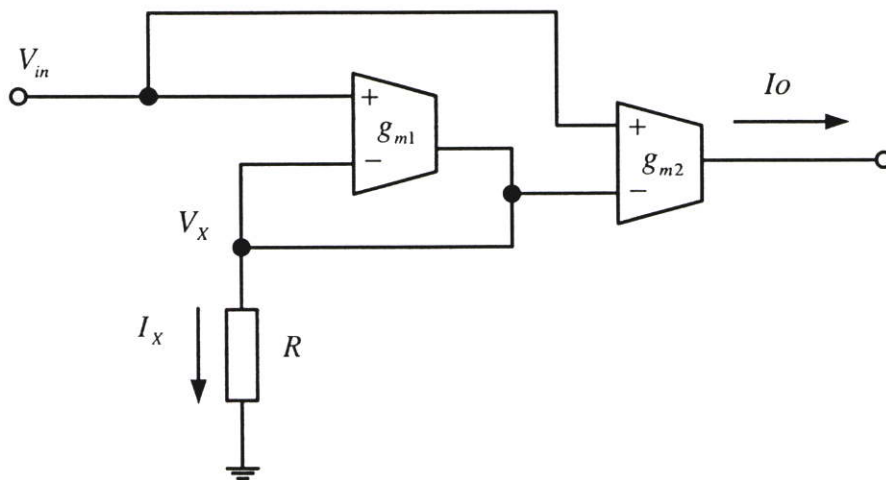 V_in
+
g_m1
−
Io
+
g_m2
−
V_X
I_X
R